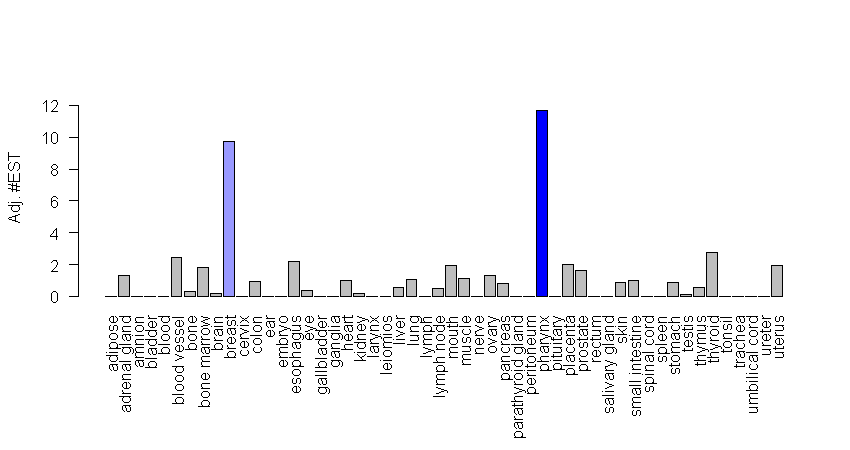 Adj. #EST
12
10
8
6
4
2
0
adipose
adrenal gland
amnion
bladder
blood
blood vessel
bone
bone marrow
brain
breast
cervix
colon
ear
embryo
esophagus
eye
gallbladder
ganglia
heart
kidney
larynx
leiomios
liver
lung
lymph
lymph node
mouth
muscle
nerve
ovary
pancreas
parathyroid gland
peritoneum
pharynx
pituitary
placenta
prostate
rectum
salivary gland
skin
small intestine
spinal cord
spleen
stomach
testis
thymus
thyroid
tonsil
trachea
umbilical cord
ureter
uterus